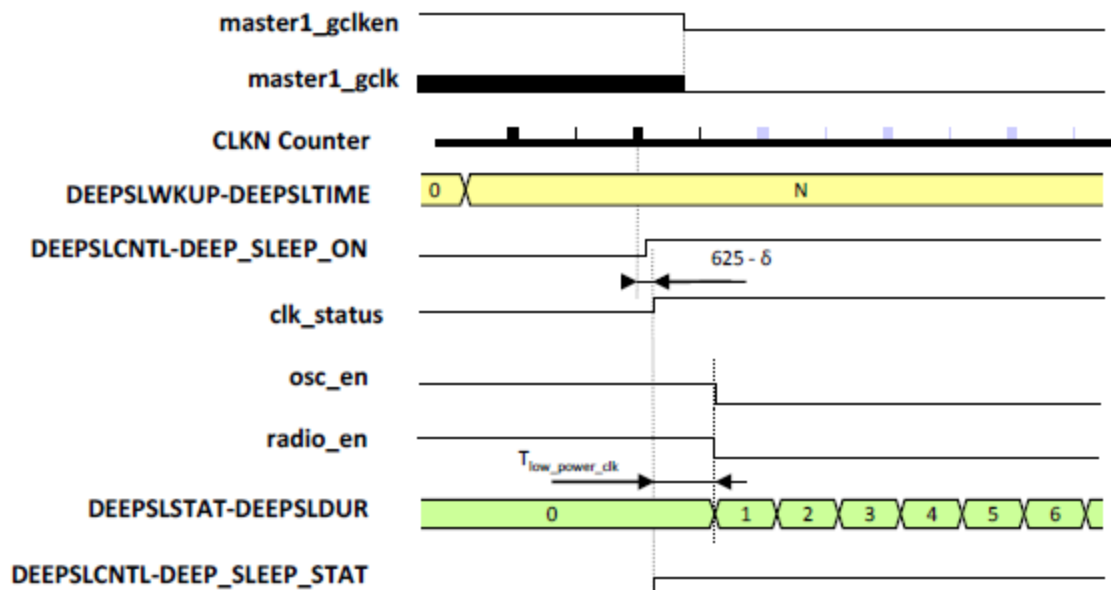 master1_gclken
master1_gclk
CLKN Counter
DEEPSLWKUP-DEEPSLTIME 0 N
DEEPSLCNTL-DEEP_SLEEP_ON
625 - δ
clk_status
osc_en
radio_en
Tlow_power_clk
DEEPSLSTAT-DEEPSLDUR 0 1 2 3 4 5 6
DEEPSLCNTL-DEEP_SLEEP_STAT